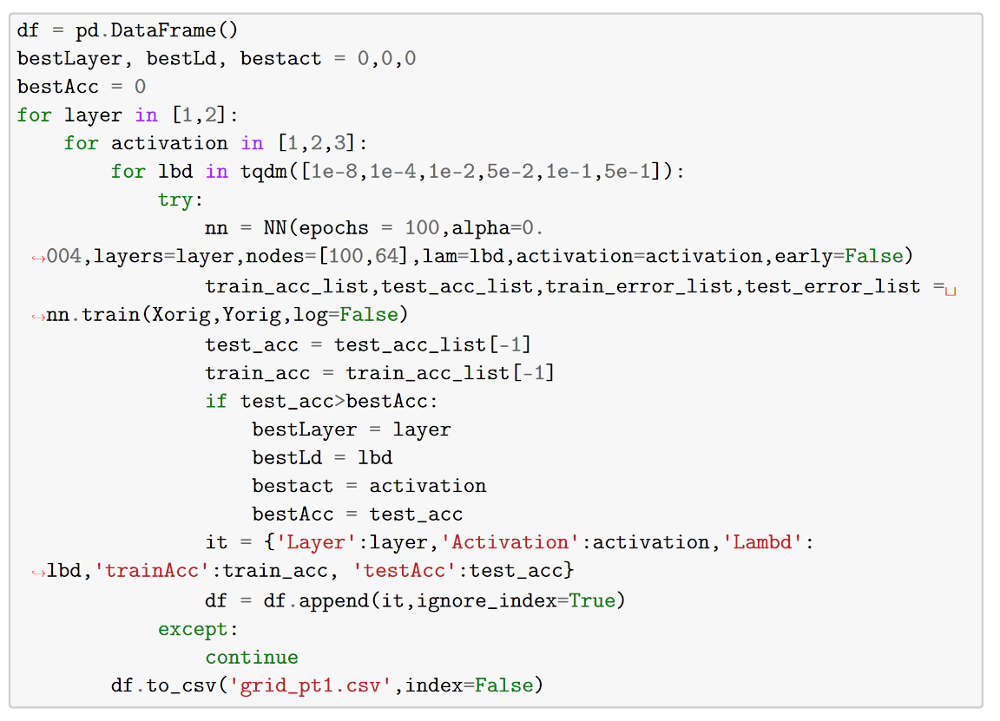 df = pd.DataFrame()
bestLayer, bestLd, bestact = 0,0,0
bestAcc = 0
for layer in [1,2]:
    for activation in [1,2,3]:
        for lbd in tqdm([1e-8,1e-4,1e-2,5e-2,1e-1,5e-1]):
            try:
                nn = NN(epochs = 100,alpha=0.
↪004,layers=layer,nodes=[100,64],lam=lbd,activation=activation,early=False)
                train_acc_list,test_acc_list,train_error_list,test_error_list =␣
↪nn.train(Xorig,Yorig,log=False)
                test_acc = test_acc_list[-1]
                train_acc = train_acc_list[-1]
                if test_acc>bestAcc:
                    bestLayer = layer
                    bestLd = lbd
                    bestact = activation
                    bestAcc = test_acc
                it = {'Layer':layer,'Activation':activation,'Lambd':
↪lbd,'trainAcc':train_acc, 'testAcc':test_acc}
                df = df.append(it,ignore_index=True)
            except:
                continue
        df.to_csv('grid_pt1.csv',index=False)